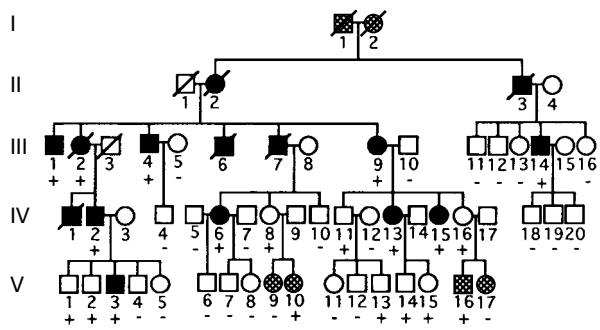 I
1 2
II
1 2 3 4
III
1 2 3 4 5 6 7 8 9 10 11 12 13 14 15 16
+ + + - + - - - - + -
IV
1 2 3 4 5 6 7 8 9 10 11 12 13 14 15 16 17 18 19 20
+ - - + - + - + + + + - - -
V
1 2 3 4 5 6 7 8 9 10 11 12 13 14 15 16 17
+ + + - - - - - - + - - + + + + -